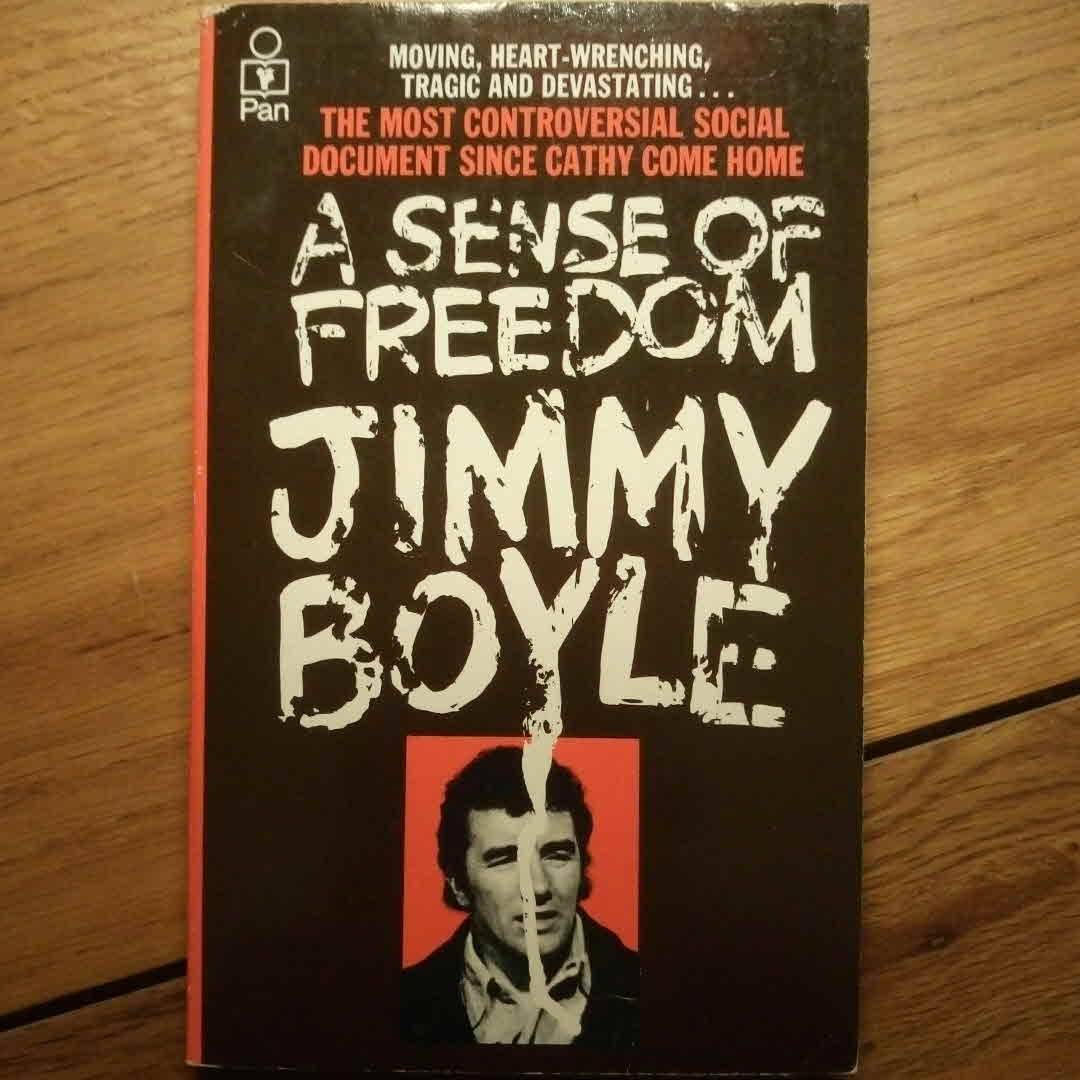 Pan
MOVING, HEART-WRENCHING,
TRAGIC AND DEVASTATING...
THE MOST CONTROVERSIAL SOCIAL
DOCUMENT SINCE CATHY COME HOME
A SENSE OF
FREEDOM
JIMMY
BOYLE